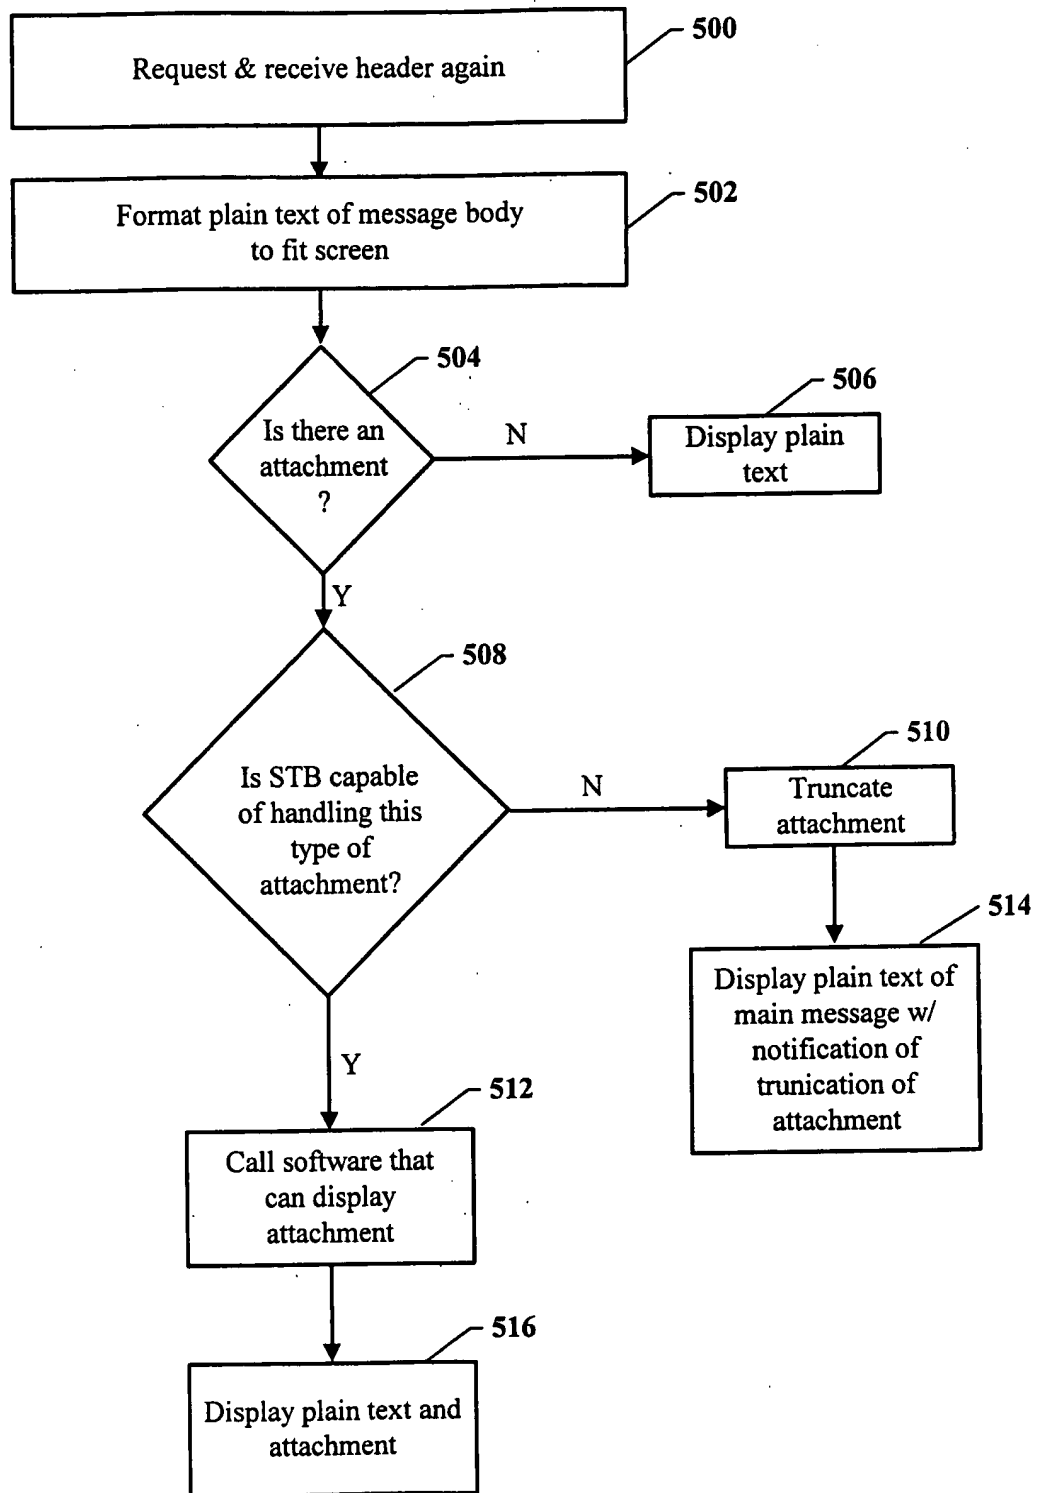 500
Request & receive header again
502
Format plain text of message body
to fit screen
504
Is there an
attachment
?
N
506
Display plain
text
Y
508
Is STB capable
of handling this
type of
attachment?
N
510
Truncate
attachment
514
Display plain text of
main message w/
notification of
trunication of
attachment
Y
512
Call software that
can display
attachment
516
Display plain text and
attachment